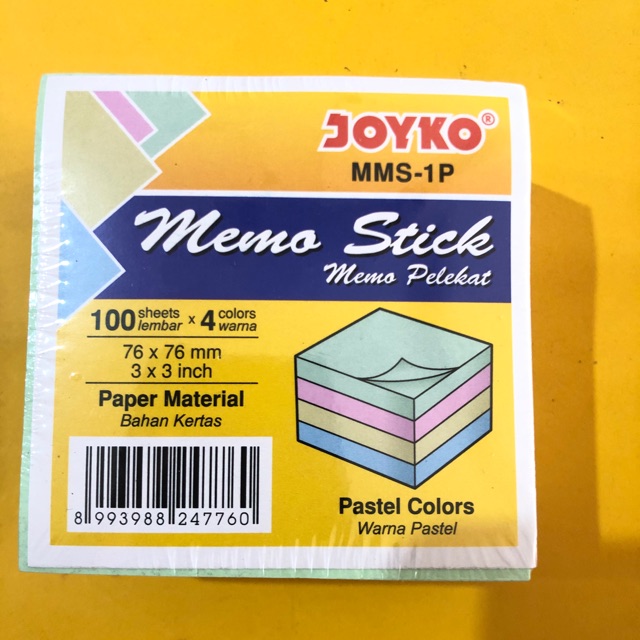 JOYKO®
MMS-1P
Memo Stick
Memo Pelekat
100 sheets lembar x 4 colors warna
76 x 76 mm
3 x 3 inch
Paper Material
Bahan Kertas
8 993988 247760
Pastel Colors
Warna Pastel